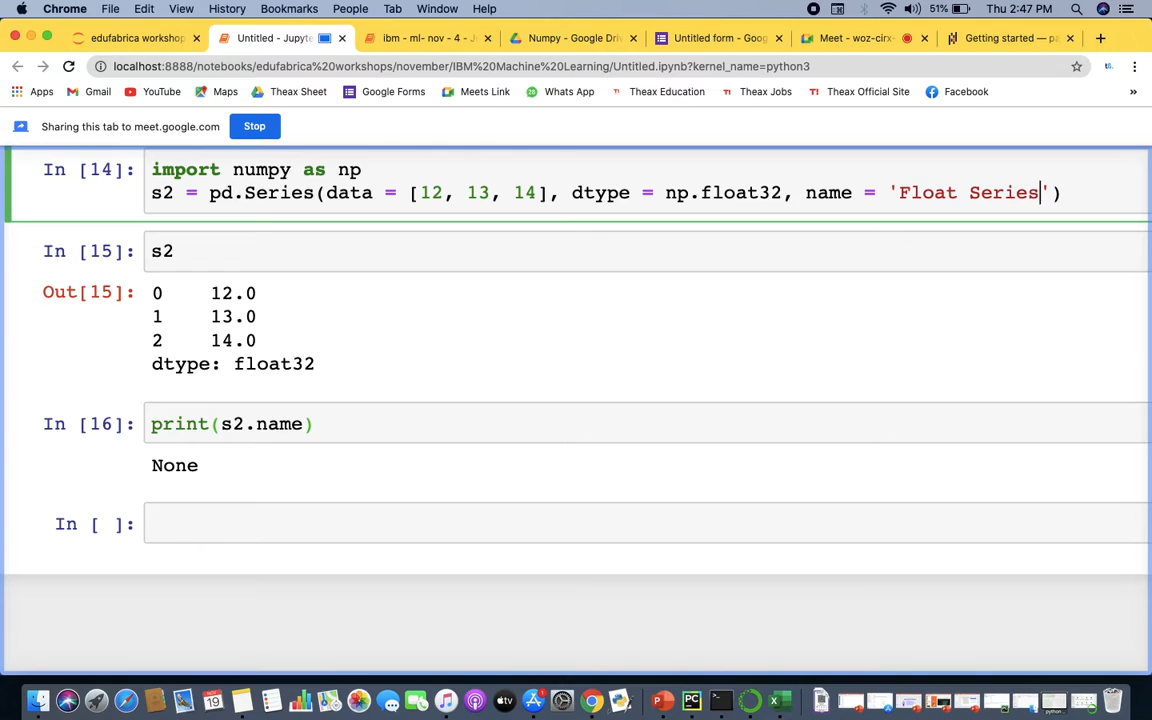 Chrome File Edit View History Bookmarks People Tab Window Help 51% Thu 2:47 PM
edufabrica workshop Untitled - Jupyte ibm - ml- nov - 4 - J Numpy - Google Dri Untitled form - Goog Meet - woz-cirx- Getting started — pa
localhost:8888/notebooks/edufabrica%20workshops/november/IBM%20Machine%20Learning/Untitled.ipynb?kernel_name=python3
Apps Gmail YouTube Maps Theax Sheet Google Forms Meets Link Whats App Theax Education Theax Jobs Theax Official Site Facebook »
Sharing this tab to meet.google.com Stop
In [14]: import numpy as np
s2 = pd.Series(data = [12, 13, 14], dtype = np.float32, name = 'Float Series')
In [15]: s2
Out[15]: 0 12.0
1 13.0
2 14.0
dtype: float32
In [16]: print(s2.name)
None
In [ ]: